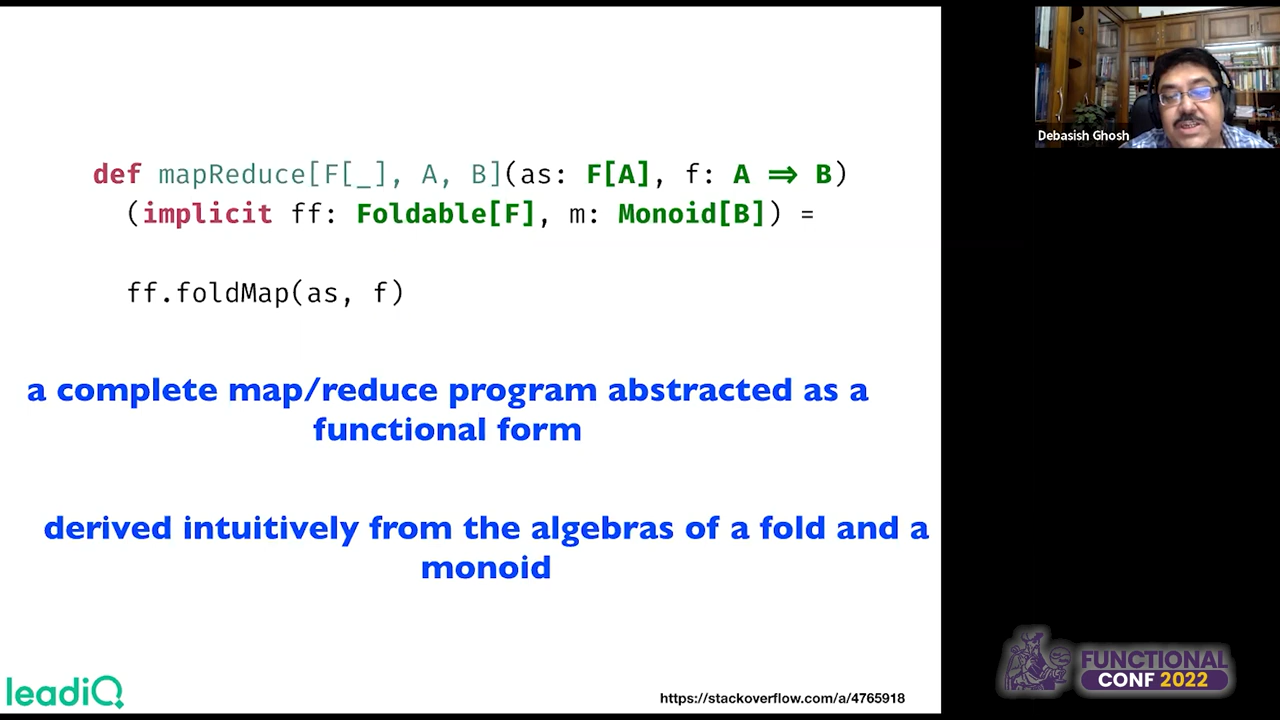 def mapReduce[F[_], A, B](as: F[A], f: A ⇒ B)
(implicit ff: Foldable[F], m: Monoid[B]) =
ff.foldMap(as, f)
a complete map/reduce program abstracted as a
functional form
derived intuitively from the algebras of a fold and a
monoid
leadiQ
https://stackoverflow.com/a/4765918
Debasish Ghosh
FUNCTIONAL
CONF 2022